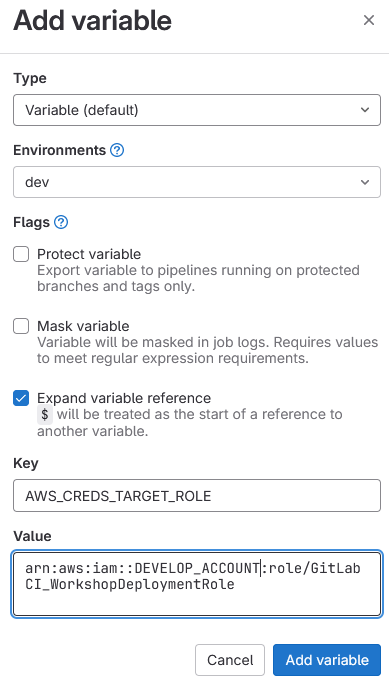 Add variable
Type
Variable (default)
Environments
dev
Flags
Protect variable
Export variable to pipelines running on protected
branches and tags only.
Mask variable
Variable will be masked in job logs. Requires values
to meet regular expression requirements.
Expand variable reference
$ will be treated as the start of a reference to
another variable.
Key
AWS_CREDS_TARGET_ROLE
Value
arn:aws:iam::DEVELOP_ACCOUNT:role/GitLab
CI_WorkshopDeploymentRole
Cancel Add variable